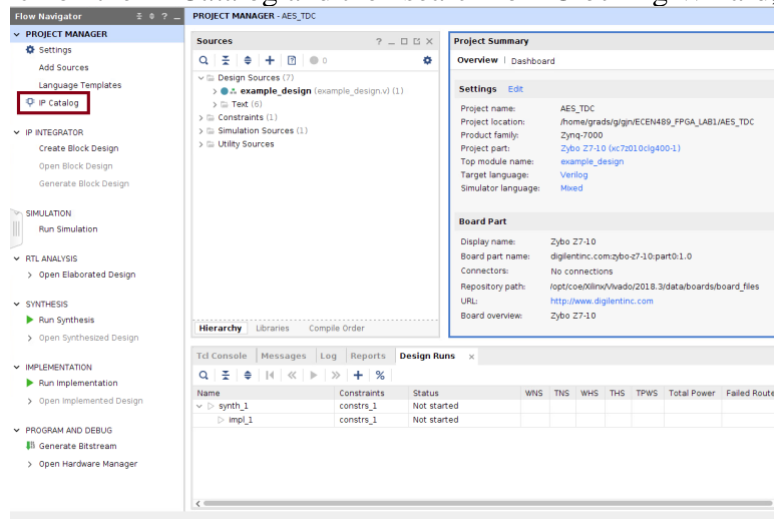 Flow Navigator
? _
PROJECT MANAGER - AES_TDC
PROJECT MANAGER
Settings
Add Sources
Language Templates
IP Catalog
IP INTEGRATOR
Create Block Design
Open Block Design
Generate Block Design
SIMULATION
Run Simulation
RTL ANALYSIS
Open Elaborated Design
SYNTHESIS
Run Synthesis
Open Synthesized Design
IMPLEMENTATION
Run Implementation
Open Implemented Design
PROGRAM AND DEBUG
Generate Bitstream
Open Hardware Manager
Sources
? _
0
Design Sources (7)
example_design (example_design.v) (1)
Text (6)
Constraints (1)
Simulation Sources (1)
Utility Sources
Hierarchy Libraries Compile Order
Project Summary
Overview | Dashboard
Settings Edit
Project name: AES_TDC
Project location: /home/grads/g/gjn/ECEN489_FPGA_LAB1/AES_TDC
Product family: Zynq-7000
Project part: Zybo Z7-10 (xc7z010clg400-1)
Top module name: example_design
Target language: Verilog
Simulator language: Mixed
Board Part
Display name: Zybo Z7-10
Board part name: digilentinc.com:zybo-z7-10:part0:1.0
Connectors: No connections
Repository path: /opt/coe/Xilinx/Vivado/2018.3/data/boards/board_files
URL: http://www.digilentinc.com
Board overview: Zybo Z7-10
Tcl Console Messages Log Reports Design Runs ×
Name Constraints Status WNS TNS WHS THS TPWS Total Power Failed Route
synth_1 constrs_1 Not started
impl_1 constrs_1 Not started